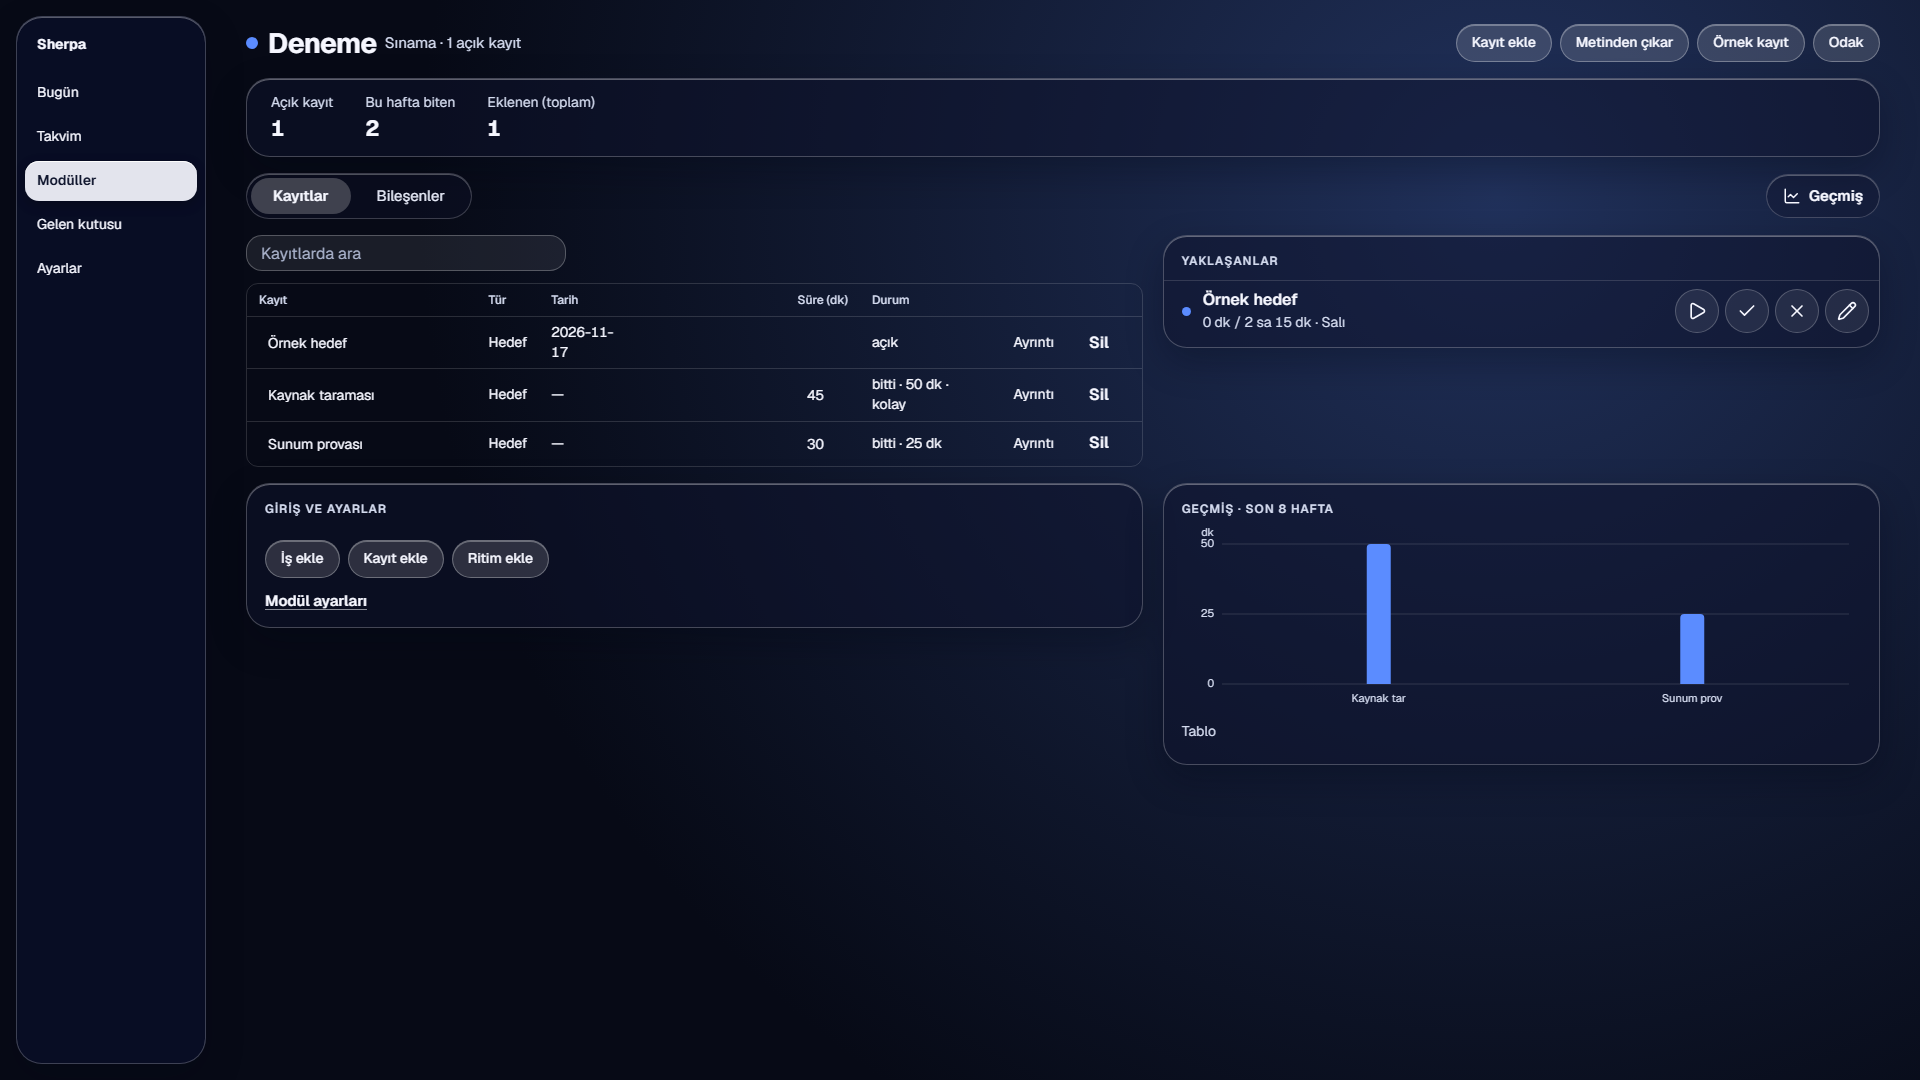 Sherpa
Bugün
Takvim
Modüller
Gelen kutusu
Ayarlar
Deneme Sınama · 1 açık kayıt
Kayıt ekle Metinden çıkar Örnek kayıt Odak
Açık kayıt Bu hafta biten Eklenen (toplam)
1 2 1
Kayıtlar Bileşenler
Geçmiş
Kayıtlarda ara
Kayıt Tür Tarih Süre (dk) Durum
Örnek hedef Hedef 2026-11- açık Ayrıntı Sil
17
Kaynak taraması Hedef — 45 bitti · 50 dk · Ayrıntı Sil
kolay
Sunum provası Hedef — 30 bitti · 25 dk Ayrıntı Sil
YAKLAŞANLAR
Örnek hedef
0 dk / 2 sa 15 dk · Salı
GİRİŞ VE AYARLAR
İş ekle Kayıt ekle Ritim ekle
Modül ayarları
GEÇMİŞ · SON 8 HAFTA
dk
50
25
0
Kaynak tar Sunum prov
Tablo